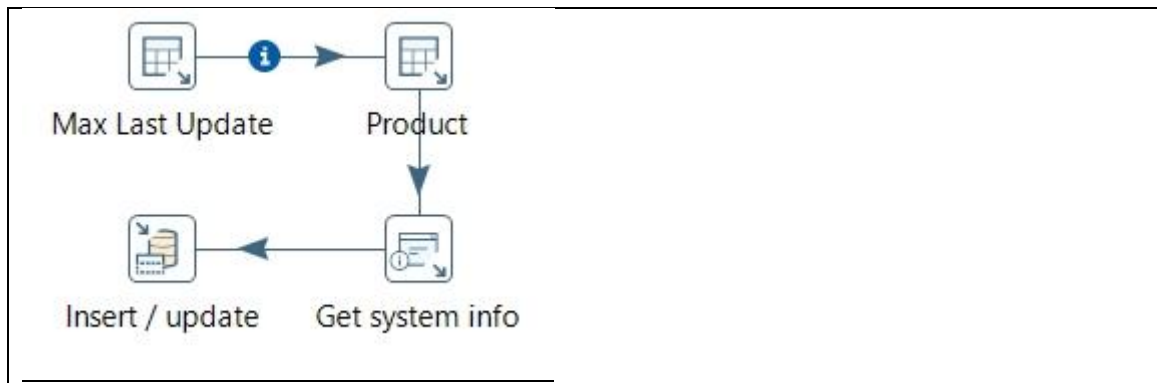 Max Last Update
Product
Insert / update
Get system info